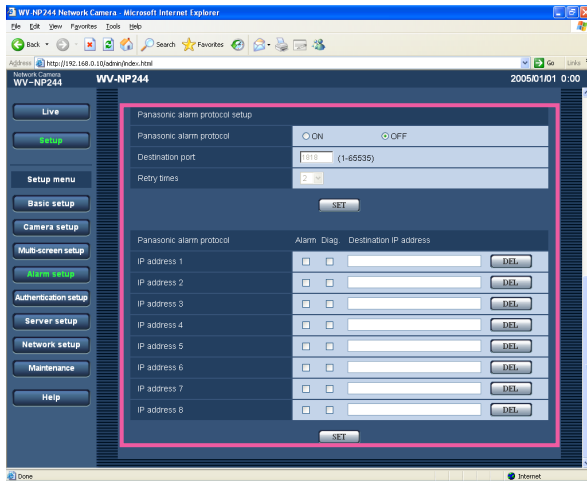 WV-NP244 Network Camera - Microsoft Internet Explorer
File Edit View Favorites Tools Help
Back Search Favorites
Address http://192.168.0.10/admin/index.html Go Links
Network Camera
WV-NP244 WV-NP244 2005/01/01 0:00
Live
Setup
Setup menu
Basic setup
Camera setup
Multi-screen setup
Alarm setup
Authentication setup
Server setup
Network setup
Maintenance
Help
Panasonic alarm protocol setup
Panasonic alarm protocol ON OFF
Destination port 1818 (1-65535)
Retry times 2
SET
Panasonic alarm protocol Alarm Diag. Destination IP address
IP address 1 DEL
IP address 2 DEL
IP address 3 DEL
IP address 4 DEL
IP address 5 DEL
IP address 6 DEL
IP address 7 DEL
IP address 8 DEL
SET
Done Internet